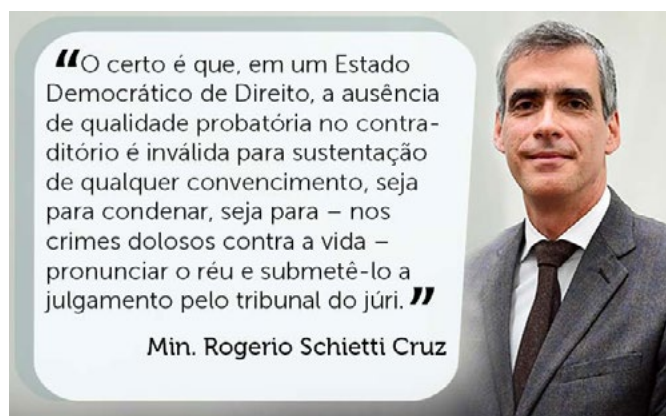 “O certo é que, em um Estado
Democrático de Direito, a ausência
de qualidade probatória no contra-
ditório é inválida para sustentação
de qualquer convencimento, seja
para condenar, seja para – nos
crimes dolosos contra a vida –
pronunciar o réu e submetê-lo a
julgamento pelo tribunal do júri.”
Min. Rogerio Schietti Cruz